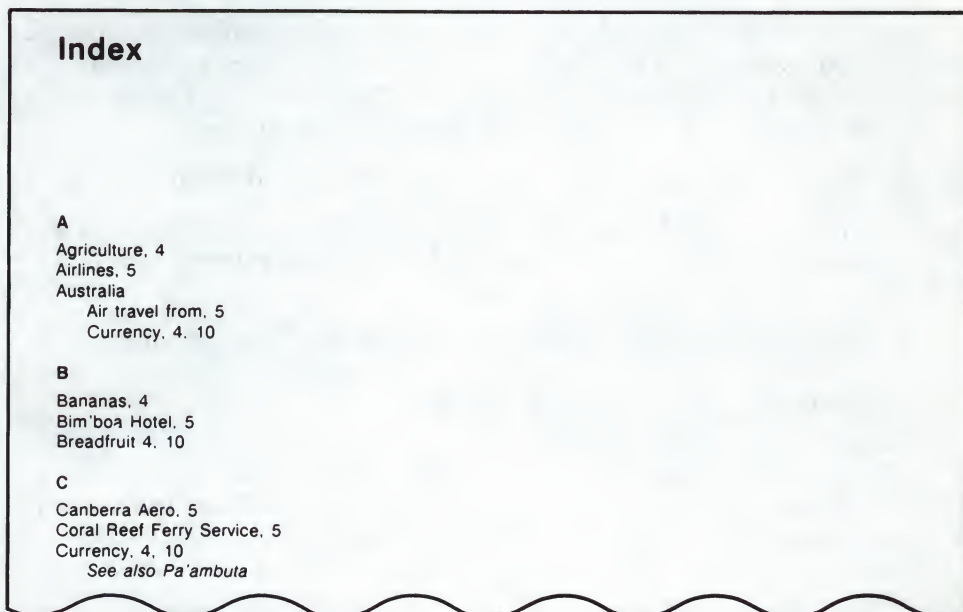 Index
A
Agriculture, 4
Airlines, 5
Australia
Air travel from, 5
Currency, 4, 10
B
Bananas, 4
Bim'boa Hotel, 5
Breadfruit 4, 10
C
Canberra Aero, 5
Coral Reef Ferry Service, 5
Currency, 4, 10
See also Pa'ambuta